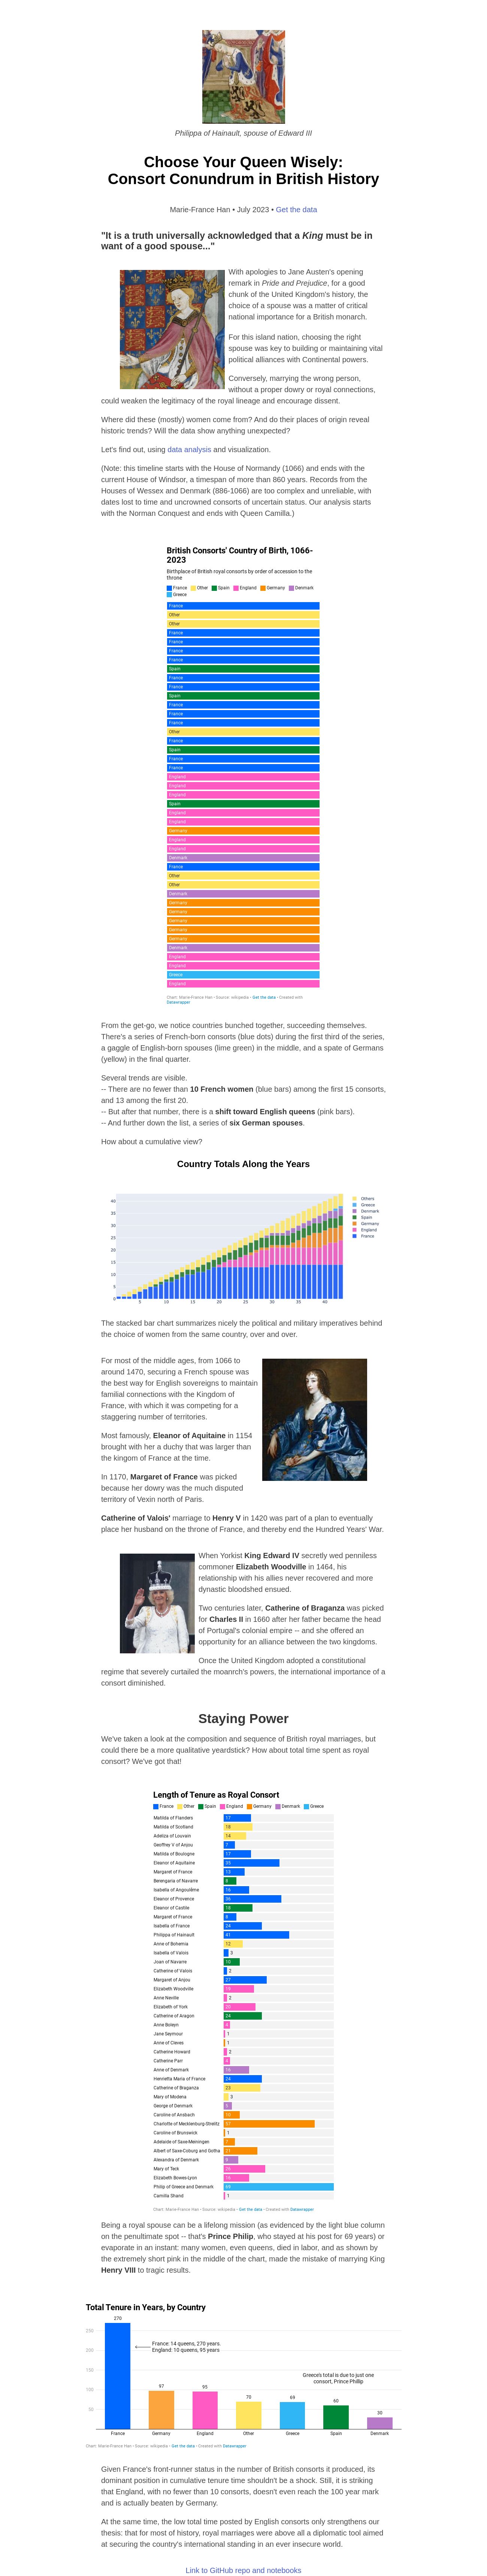 Philippa of Hainault, spouse of Edward III
Choose Your Queen Wisely:
Consort Conundrum in British History
Marie-France Han • July 2023 • Get the data
"It is a truth universally acknowledged that a King must be in
want of a good spouse..."
With apologies to Jane Austen's opening
remark in Pride and Prejudice, for a good
chunk of the United Kingdom's history, the
choice of a spouse was a matter of critical
national importance for a British monarch.
For this island nation, choosing the right
spouse was key to building or maintaining vital
political alliances with Continental powers.
Conversely, marrying the wrong person,
without a proper dowry or royal connections,
could weaken the legitimacy of the royal lineage and encourage dissent.
Where did these (mostly) women come from? And do their places of origin reveal
historic trends? Will the data show anything unexpected?
Let's find out, using data analysis and visualization.
(Note: this timeline starts with the House of Normandy (1066) and ends with the
current House of Windsor, a timespan of more than 860 years. Records from the
Houses of Wessex and Denmark (886-1066) are too complex and unreliable, with
dates lost to time and uncrowned consorts of uncertain status. Our analysis starts
with the Norman Conquest and ends with Queen Camilla.)
British Consorts' Country of Birth, 1066-
2023
Birthplace of British royal consorts by order of accession to the
throne
France Other Spain England Germany Denmark
Greece
France
Other
Other
France
France
France
France
Spain
France
France
Spain
France
France
France
Other
France
Spain
France
France
England
England
England
Spain
England
England
Germany
England
England
Denmark
France
Other
Other
Denmark
Germany
Germany
Germany
Germany
Germany
Denmark
England
England
Greece
England
Chart: Marie-France Han • Source: wikipedia • Get the data • Created with
Datawrapper
From the get-go, we notice countries bunched together, succeeding themselves.
There's a series of French-born consorts (blue dots) during the first third of the series,
a gaggle of English-born spouses (lime green) in the middle, and a spate of Germans
(yellow) in the final quarter.
Several trends are visible.
-- There are no fewer than 10 French women (blue bars) among the first 15 consorts,
and 13 among the first 20.
-- But after that number, there is a shift toward English queens (pink bars).
-- And further down the list, a series of six German spouses.
How about a cumulative view?
Country Totals Along the Years
40
35
30
25
20
15
10
5
0
5 10 15 20 25 30 35 40
Others
Greece
Denmark
Spain
Germany
England
France
The stacked bar chart summarizes nicely the political and military imperatives behind
the choice of women from the same country, over and over.
For most of the middle ages, from 1066 to
around 1470, securing a French spouse was
the best way for English sovereigns to maintain
familial connections with the Kingdom of
France, with which it was competing for a
staggering number of territories.
Most famously, Eleanor of Aquitaine in 1154
brought with her a duchy that was larger than
the kingom of France at the time.
In 1170, Margaret of France was picked
because her dowry was the much disputed
territory of Vexin north of Paris.
Catherine of Valois' marriage to Henry V in 1420 was part of a plan to eventually
place her husband on the throne of France, and thereby end the Hundred Years' War.
When Yorkist King Edward IV secretly wed penniless
commoner Elizabeth Woodville in 1464, his
relationship with his allies never recovered and more
dynastic bloodshed ensued.
Two centuries later, Catherine of Braganza was picked
for Charles II in 1660 after her father became the head
of Portugal's colonial empire -- and she offered an
opportunity for an alliance between the two kingdoms.
Once the United Kingdom adopted a constitutional
regime that severely curtailed the moanrch's powers, the international importance of a
consort diminished.
Staying Power
We've taken a look at the composition and sequence of British royal marriages, but
could there be a more qualitative yeardstick? How about total time spent as royal
consort? We've got that!
Length of Tenure as Royal Consort
France Other Spain England Germany Denmark Greece
Matilda of Flanders 17
Matilda of Scotland 18
Adeliza of Louvain 14
Geoffrey V of Anjou 7
Matilda of Boulogne 17
Eleanor of Aquitaine 35
Margaret of France 13
Berengaria of Navarre 8
Isabella of Angoulême 16
Eleanor of Provence 36
Eleanor of Castile 18
Margaret of France 8
Isabella of France 24
Philippa of Hainault 41
Anne of Bohemia 12
Isabella of Valois 3
Joan of Navarre 10
Catherine of Valois 2
Margaret of Anjou 27
Elizabeth Woodville 19
Anne Neville 2
Elizabeth of York 20
Catherine of Aragon 24
Anne Boleyn 4
Jane Seymour 1
Anne of Cleves 1
Catherine Howard 2
Catherine Parr 4
Anne of Denmark 16
Henrietta Maria of France 24
Catherine of Braganza 23
Mary of Modena 3
George of Denmark
Caroline of Ansbach 10
Charlotte of Mecklenburg-Strelitz 57
Caroline of Brunswick 1
Adelaide of Saxe-Meiningen 7
Albert of Saxe-Coburg and Gotha 21
Alexandra of Denmark 9
Mary of Teck 26
Elizabeth Bowes-Lyon 16
Philip of Greece and Denmark 69
Camilla Shand 1
Chart: Marie-France Han • Source: wikipedia • Get the data • Created with Datawrapper
Being a royal spouse can be a lifelong mission (as evidenced by the light blue column
on the penultimate spot -- that's Prince Philip, who stayed at his post for 69 years) or
evaporate in an instant: many women, even queens, died in labor, and as shown by
the extremely short pink in the middle of the chart, made the mistake of marrying King
Henry VIII to tragic results.
Total Tenure in Years, by Country
270
250
200
150
100
50
France: 14 queens, 270 years.
England: 10 queens, 95 years
Greece's total is due to just one
consort, Prince Phillip
97 95 70 69 60 30
France Germany England Other Greece Spain Denmark
Chart: Marie-France Han • Source: wikipedia • Get the data • Created with Datawrapper
Given France's front-runner status in the number of British consorts it produced, its
dominant position in cumulative tenure time shouldn't be a shock. Still, it is striking
that England, with no fewer than 10 consorts, doesn't even reach the 100 year mark
and is actually beaten by Germany.
At the same time, the low total time posted by English consorts only strengthens our
thesis: that for most of history, royal marriages were above all a diplomatic tool aimed
at securing the country's international standing in an ever insecure world.
Link to GitHub repo and notebooks